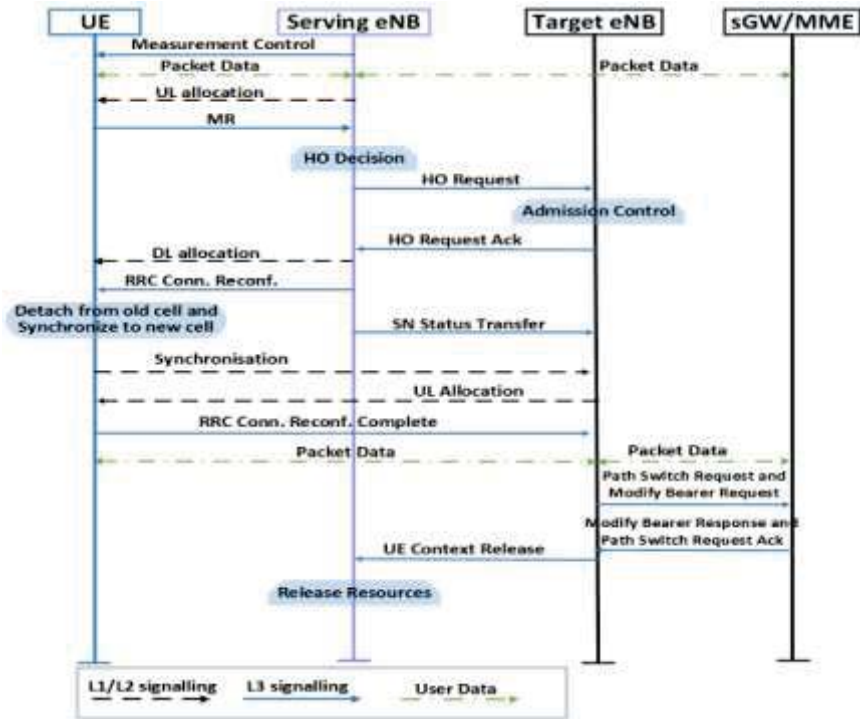 UE
Serving eNB
Target eNB
sGW/MME
Measurement Control
Packet Data
Packet Data
UL allocation
MR
HO Decision
HO Request
Admission Control
HO Request Ack
DL allocation
RRC Conn. Reconf.
Detach from old cell and
Synchronize to new cell
SN Status Transfer
Synchronisation
UL Allocation
RRC Conn. Reconf. Complete
Packet Data
Packet Data
Path Switch Request and
Modify Bearer Request
Modify Bearer Response and
Path Switch Request Ack
UE Context Release
Release Resources
L1/L2 signalling
L3 signalling
User Data